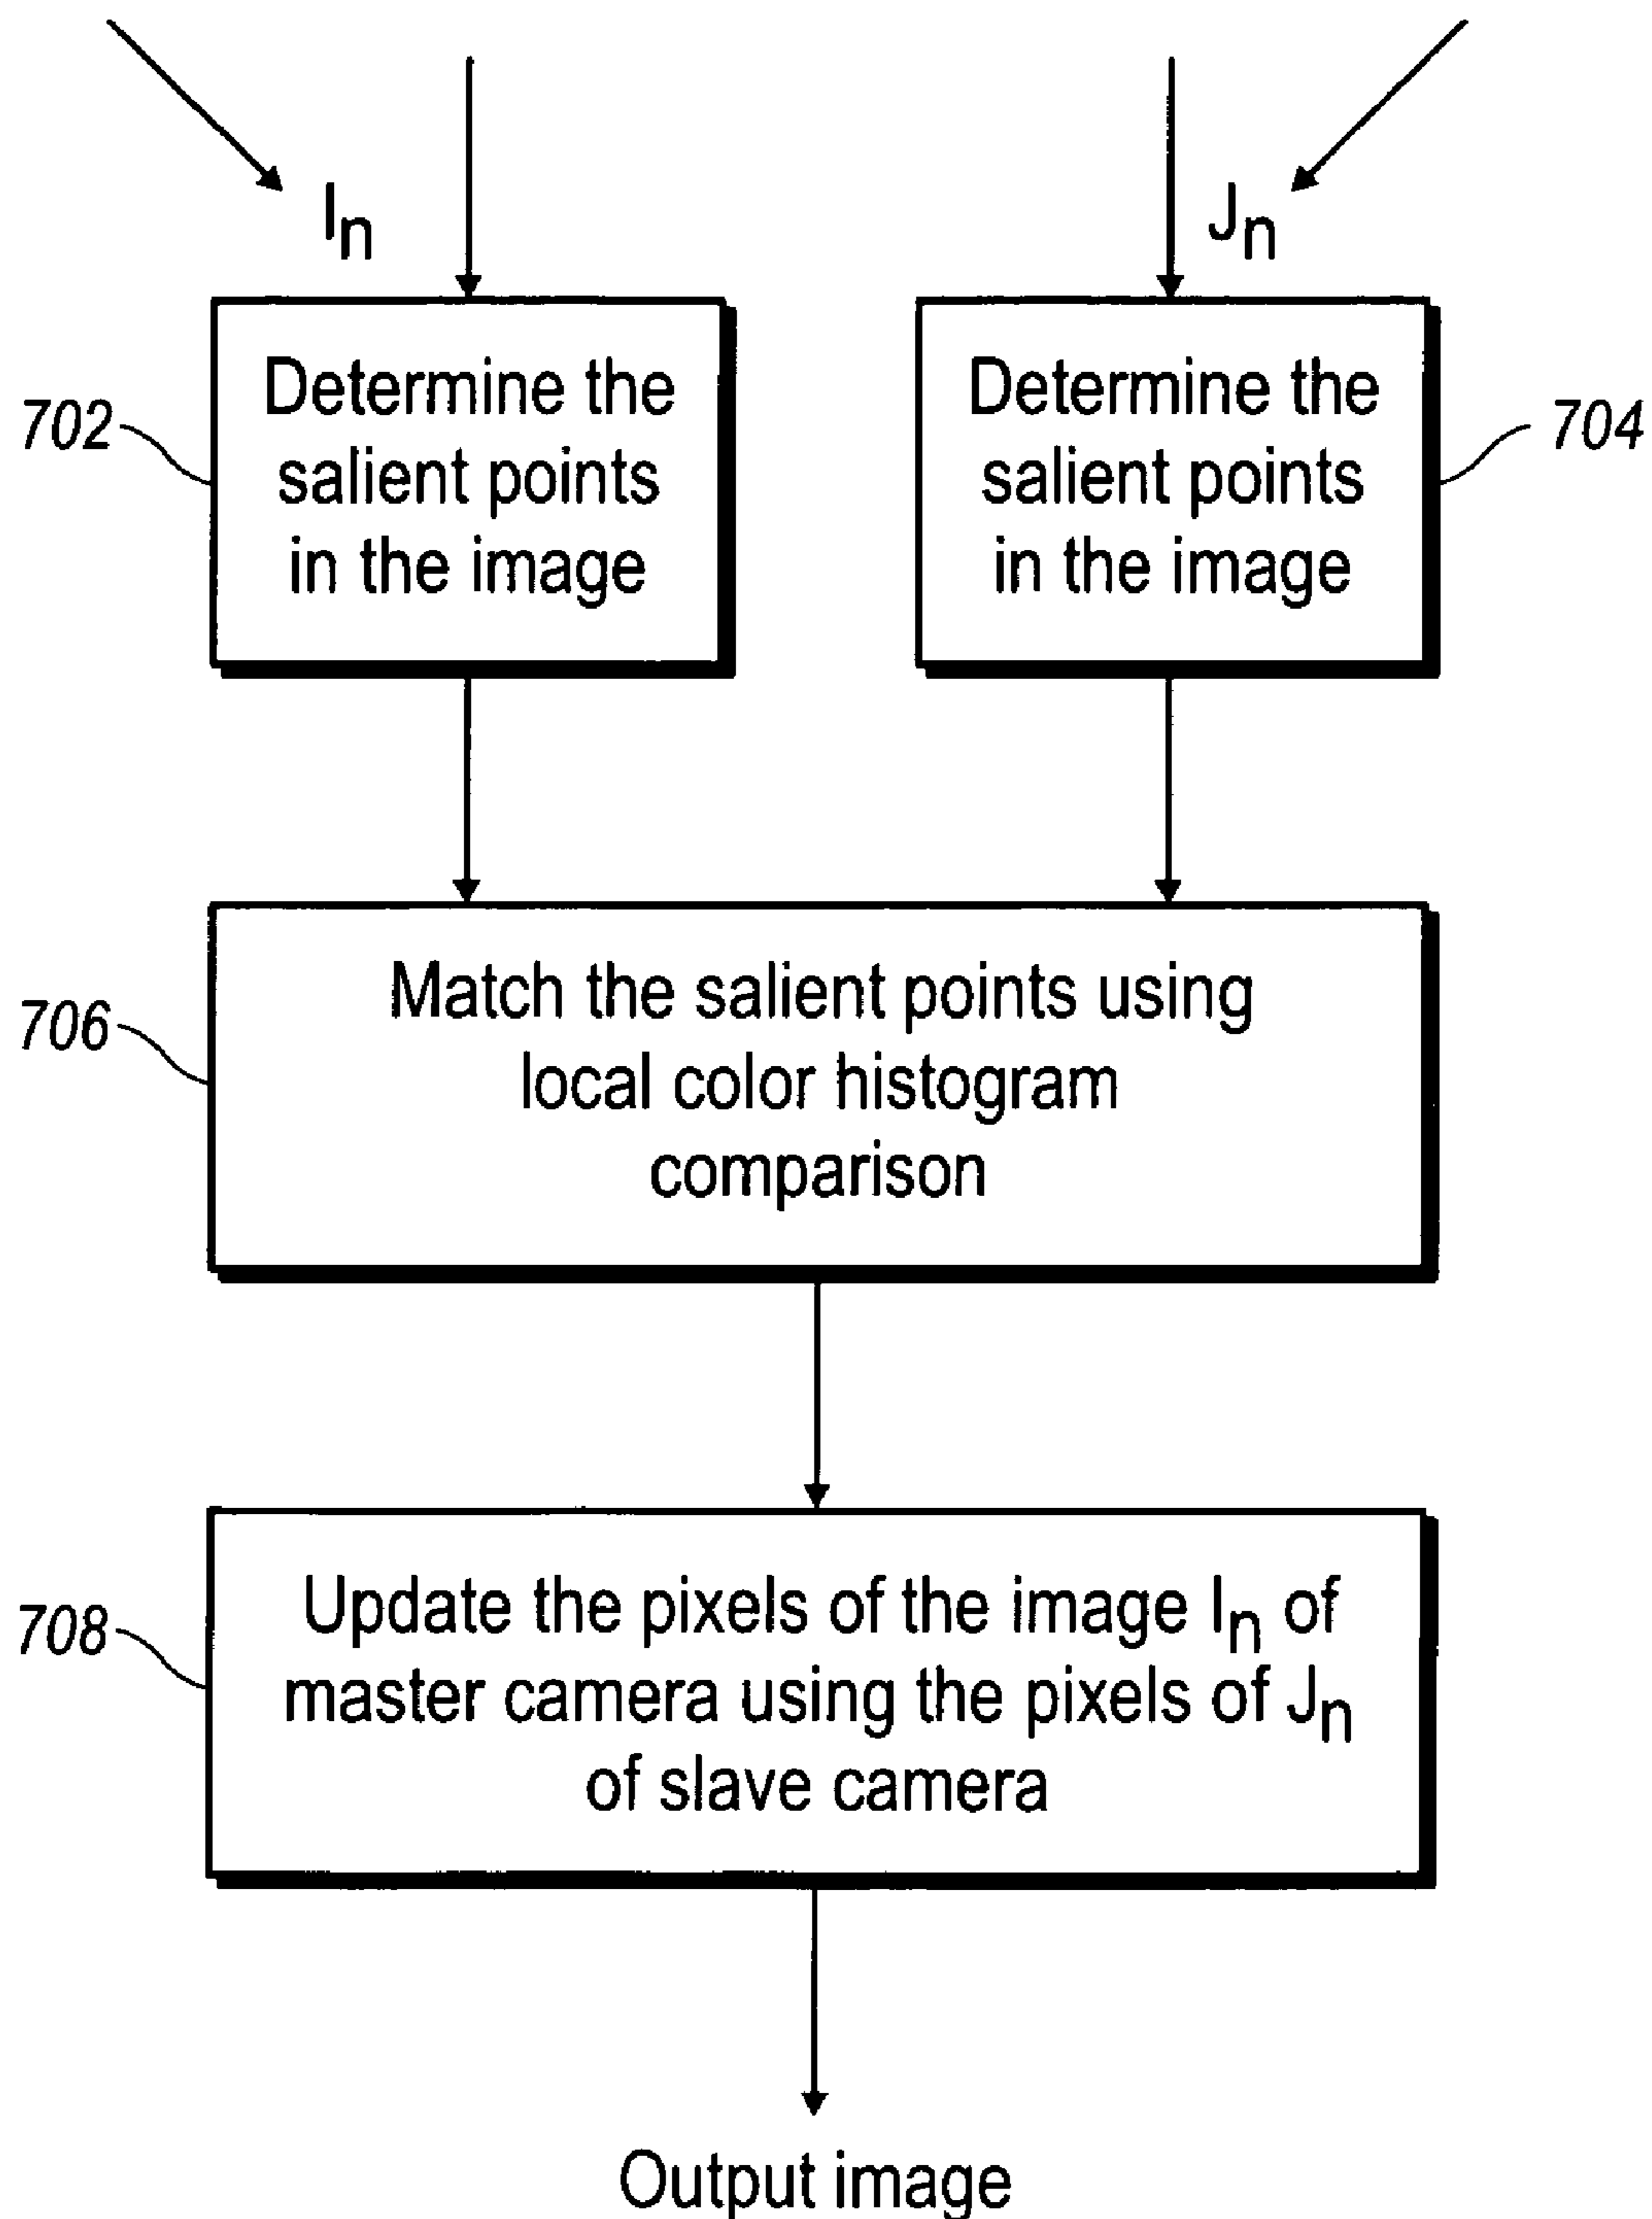 Iₙ
Jₙ
702
Determine the
salient points
in the image
Determine the
salient points
in the image
704
706
Match the salient points using
local color histogram
comparison
708
Update the pixels of the image Iₙ of
master camera using the pixels of Jₙ
of slave camera
Output image